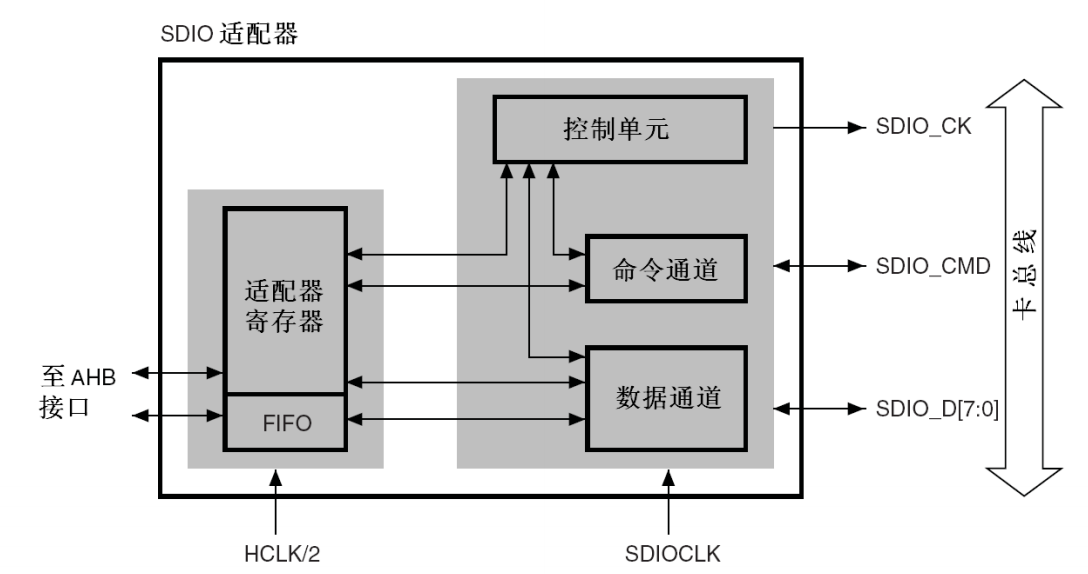 SDIO 适配器
控制单元
SDIO_CK
命令通道
SDIO_CMD
卡总线
适配器
寄存器
至 AHB
接口
FIFO
数据通道
SDIO_D[7:0]
HCLK/2
SDIOCLK